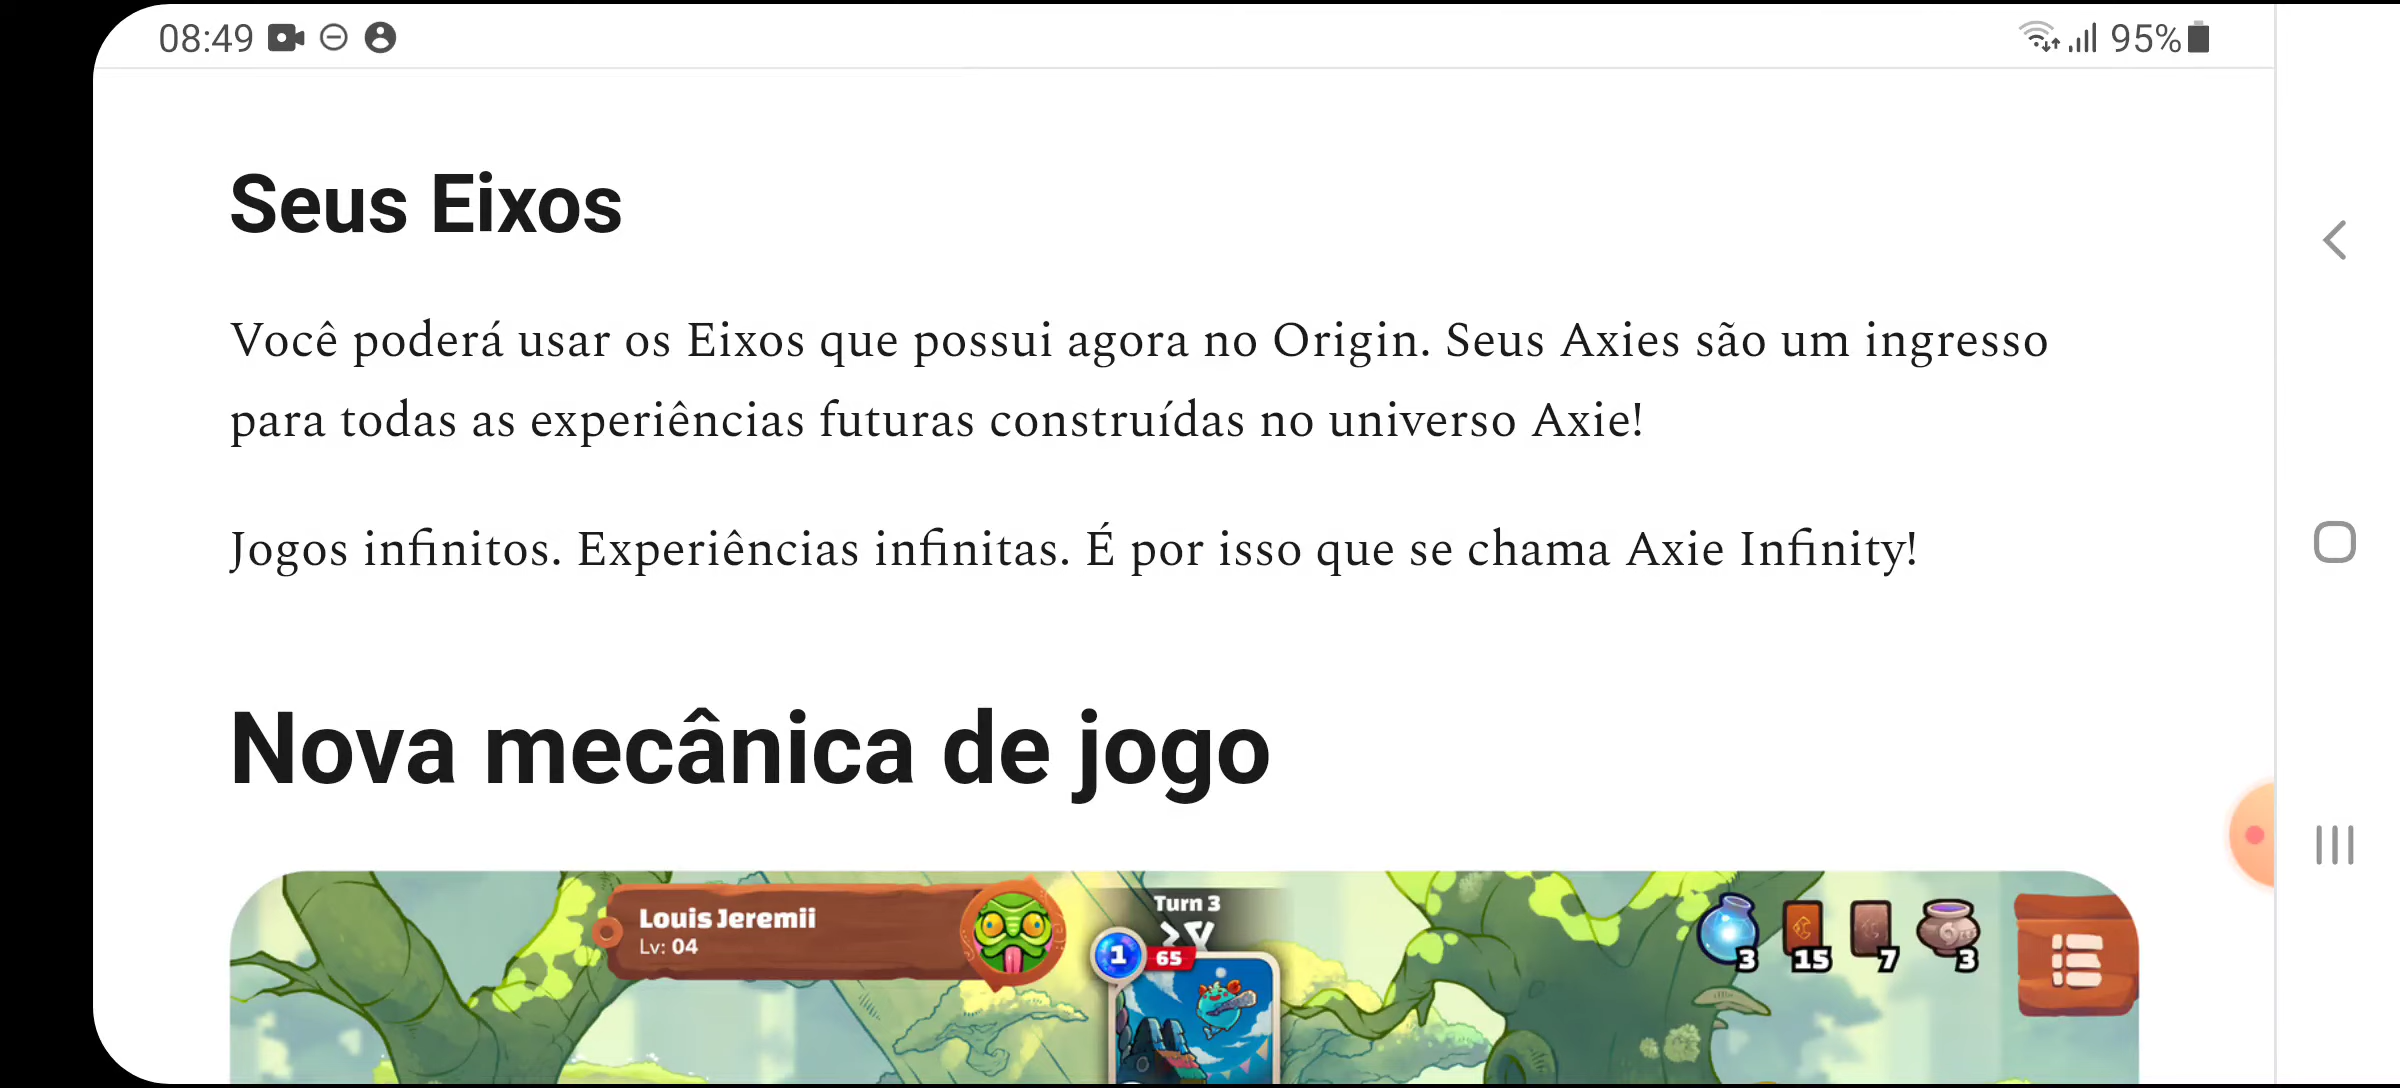 08:49
95%
Seus Eixos
Você poderá usar os Eixos que possui agora no Origin. Seus Axies são um ingresso
para todas as experiências futuras construídas no universo Axie!
Jogos infinitos. Experiências infinitas. É por isso que se chama Axie Infinity!
Nova mecânica de jogo
Louis Jeremii
Lv: 04
Turn 3
1
65
3
15
7
3